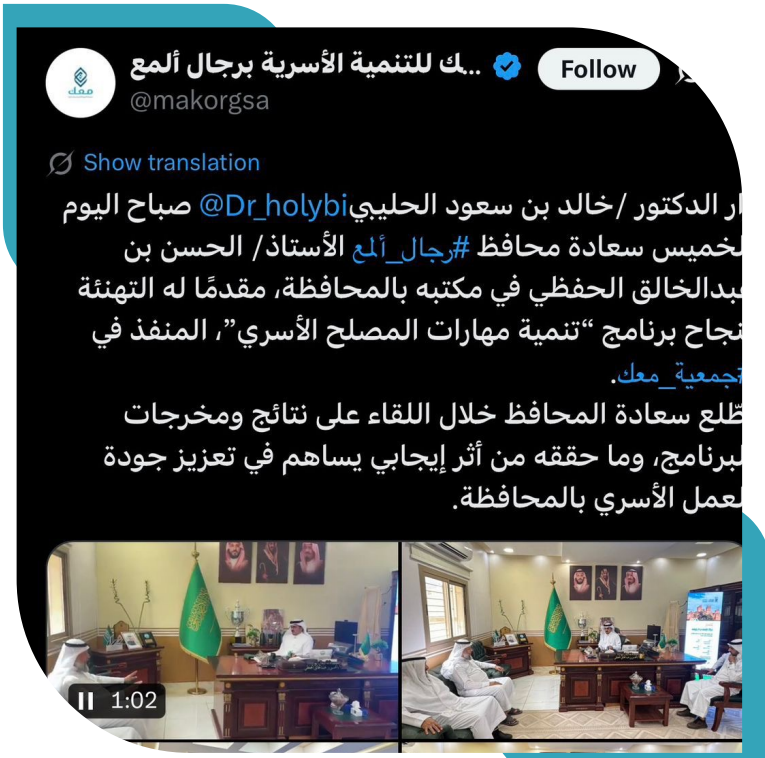 معك
ـك للتنمية الأسرية برجال ألمع...
Follow
@makorgsa
Show translation
ار الدكتور /خالد بن سعود الحليبي@Dr_holybi صباح اليوم
لخميس سعادة محافظ #رجال_ألمع الأستاذ/ الحسن بن
عبدالخالق الحفظي في مكتبه بالمحافظة، مقدمًا له التهنئة
نجاح برنامج “تنمية مهارات المصلح الأسري”، المنفذ في
#جمعية_معك.
طّلع سعادة المحافظ خلال اللقاء على نتائج ومخرجات
لبرنامج، وما حققه من أثر إيجابي يساهم في تعزيز جودة
لعمل الأسري بالمحافظة.
1:02